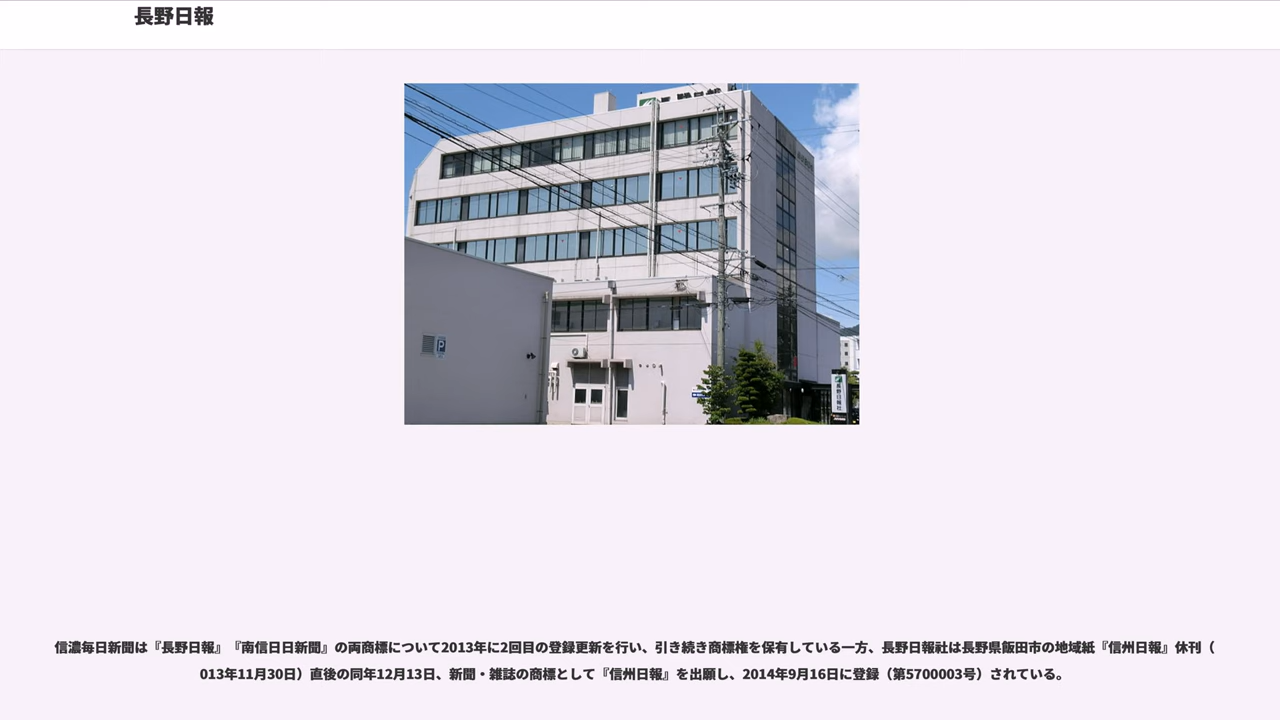 長野日報
長野日報社
P
信濃毎日新聞は『長野日報』『南信日日新聞』の両商標について2013年に2回目の登録更新を行い、引き続き商標権を保有している一方、長野日報社は長野県飯田市の地域紙『信州日報』休刊（
013年11月30日）直後の同年12月13日、新聞・雑誌の商標として『信州日報』を出願し、2014年9月16日に登録（第5700003号）されている。